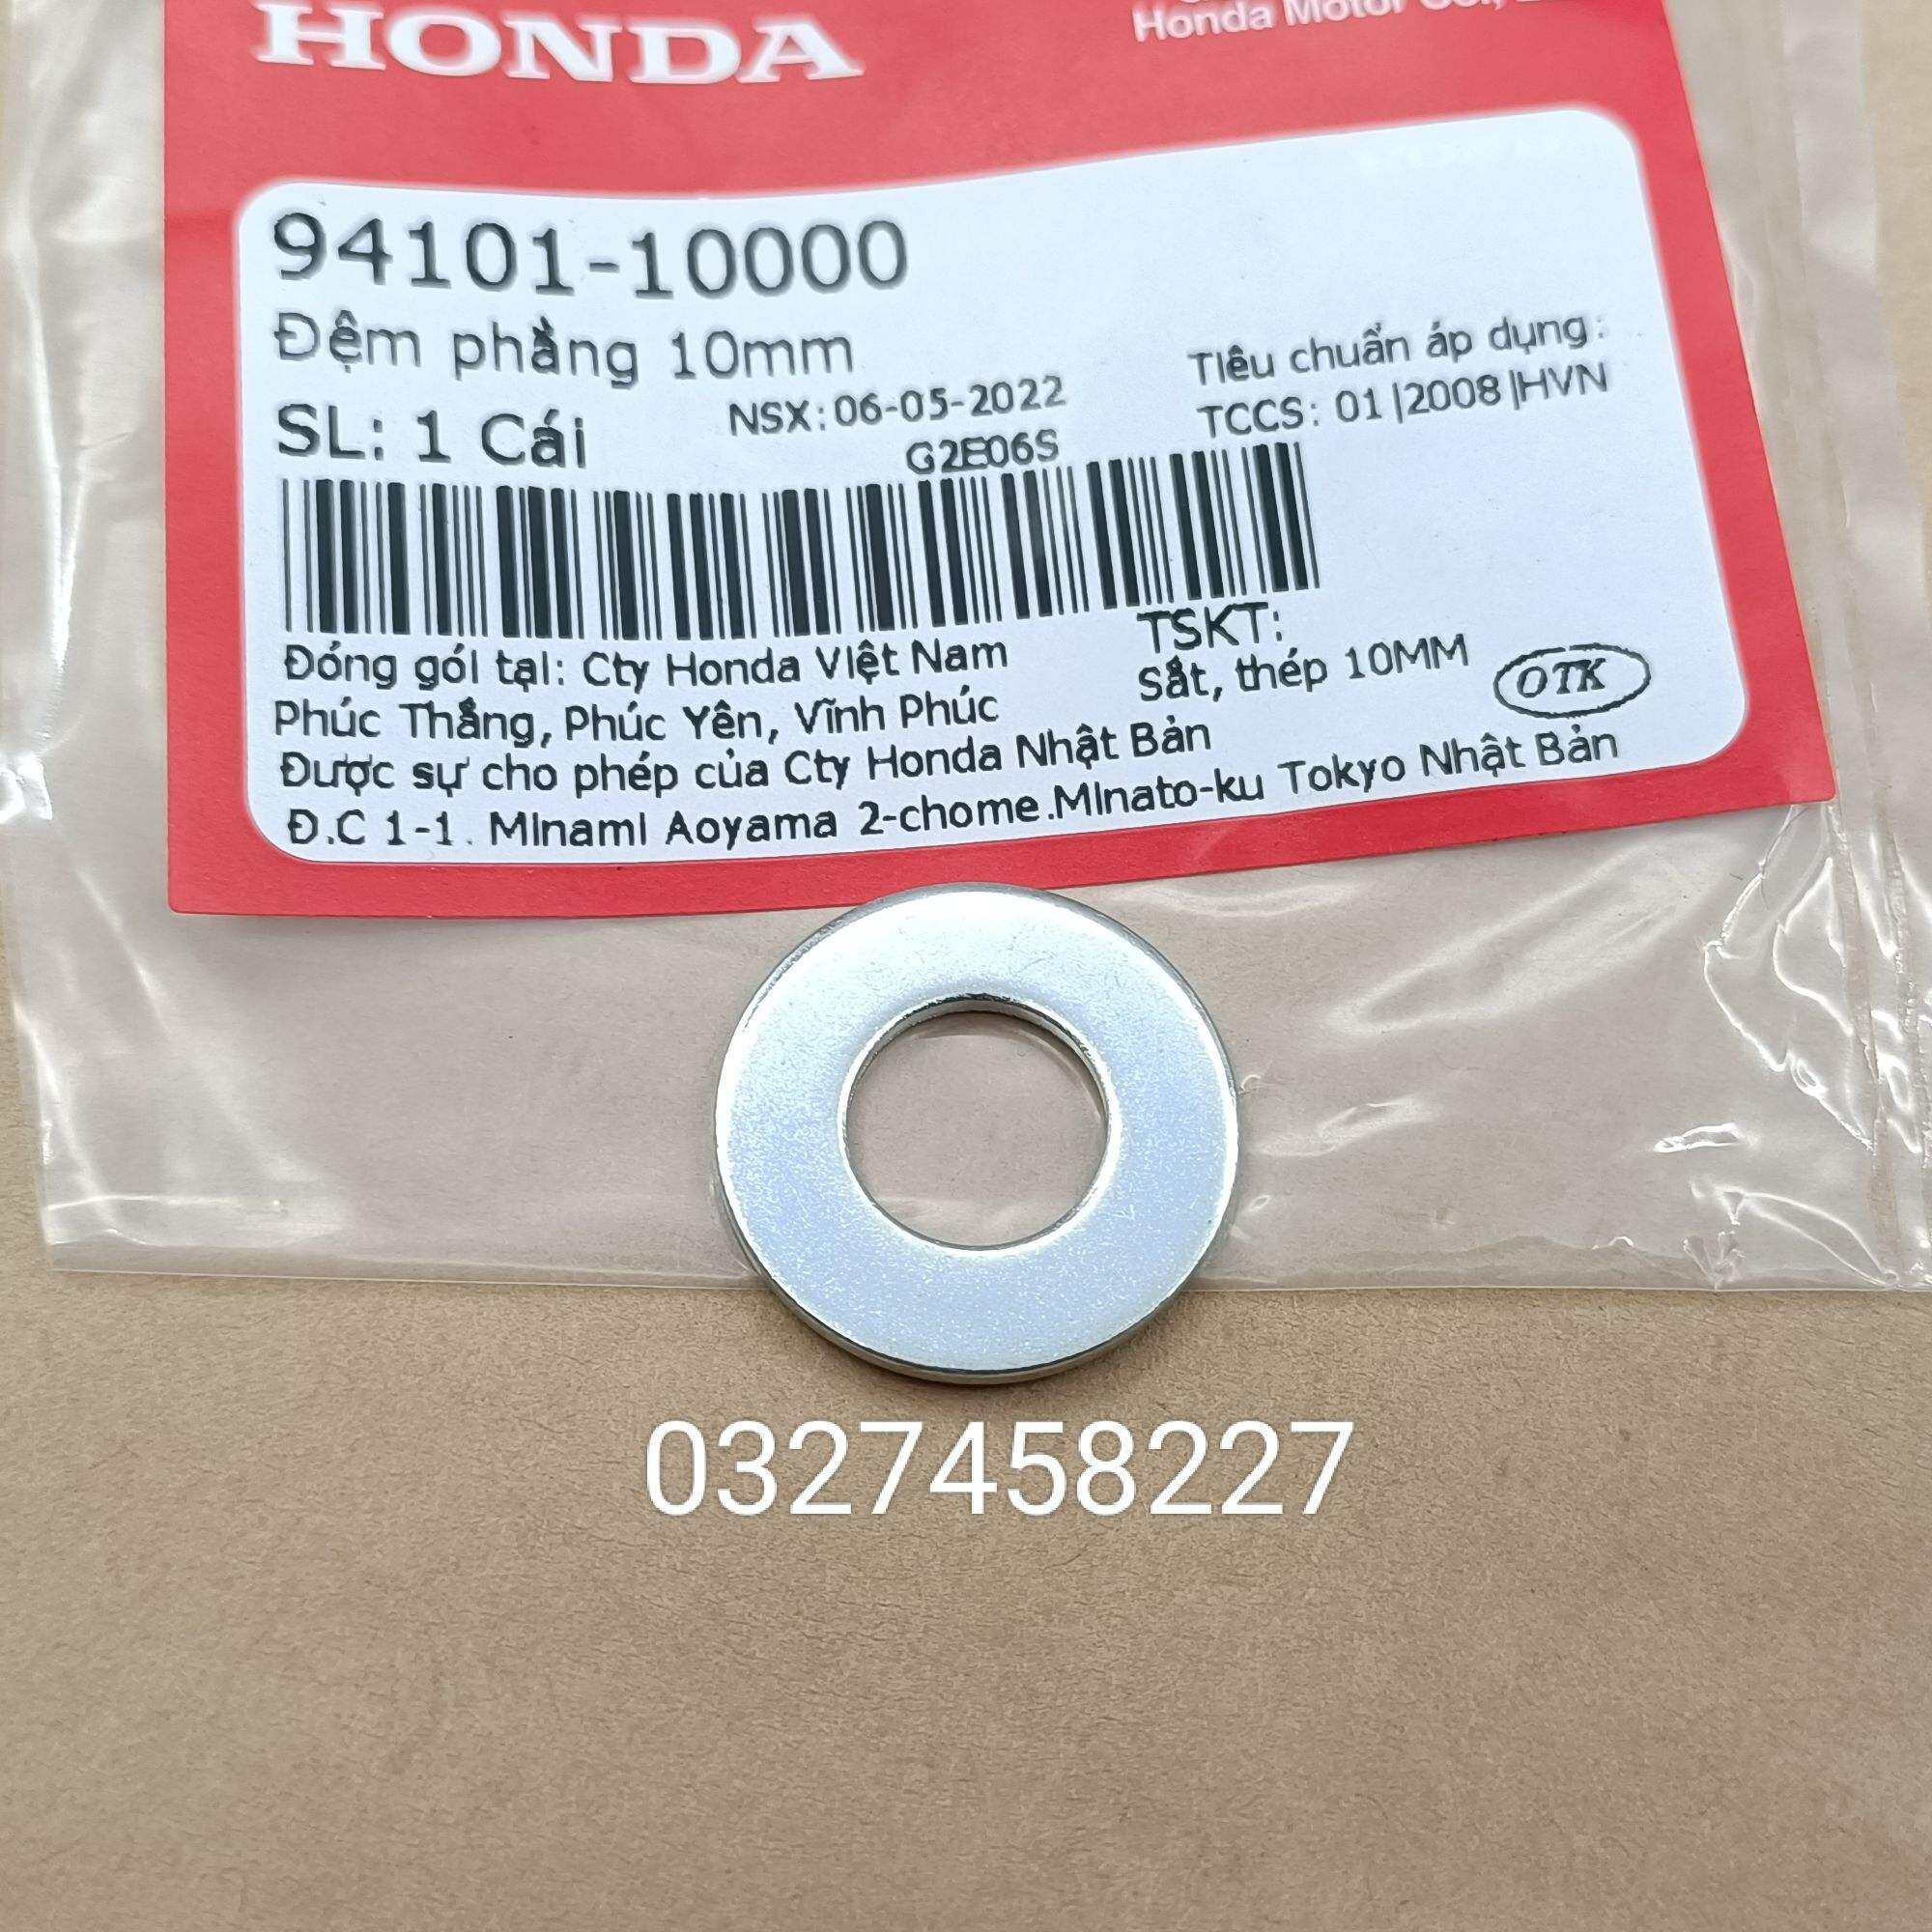 HONDA
Honda Motor Co.,
94101-10000
Đệm phẳng 10mm
SL: 1 Cái
NSX: 06-05-2022
G2E06S
Tiêu chuẩn áp dụng:
TCCS: 01|2008|HVN
TSKT:
Sắt, thép 10MM
OTK
Đóng gói tại: Cty Honda Việt Nam
Phúc Thắng, Phúc Yên, Vĩnh Phúc
Được sự cho phép của Cty Honda Nhật Bản
Đ.C 1-1. Minami Aoyama 2-chome.Minato-ku Tokyo Nhật Bản
0327458227